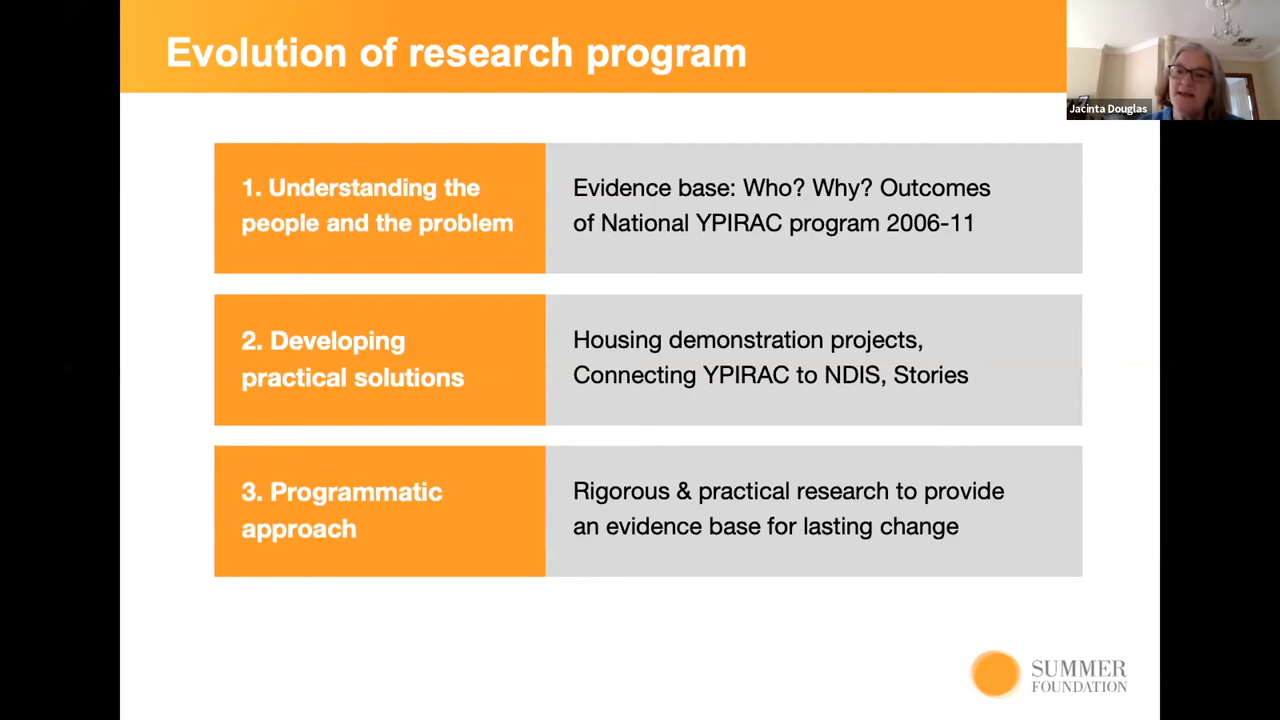 Evolution of research program
Jacinta Douglas
1. Understanding the
people and the problem
Evidence base: Who? Why? Outcomes
of National YPIRAC program 2006-11
2. Developing
practical solutions
Housing demonstration projects,
Connecting YPIRAC to NDIS, Stories
3. Programmatic
approach
Rigorous & practical research to provide
an evidence base for lasting change
SUMMER
FOUNDATION